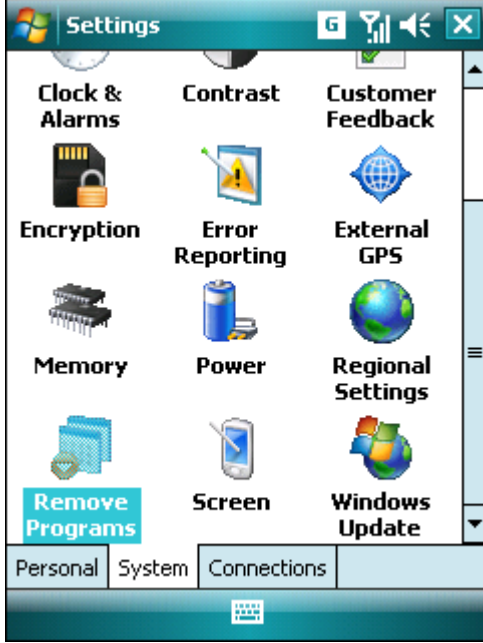 Settings
G
Clock & Alarms
Contrast
Customer Feedback
Encryption
Error Reporting
External GPS
Memory
Power
Regional Settings
Remove Programs
Screen
Windows Update
Personal System Connections